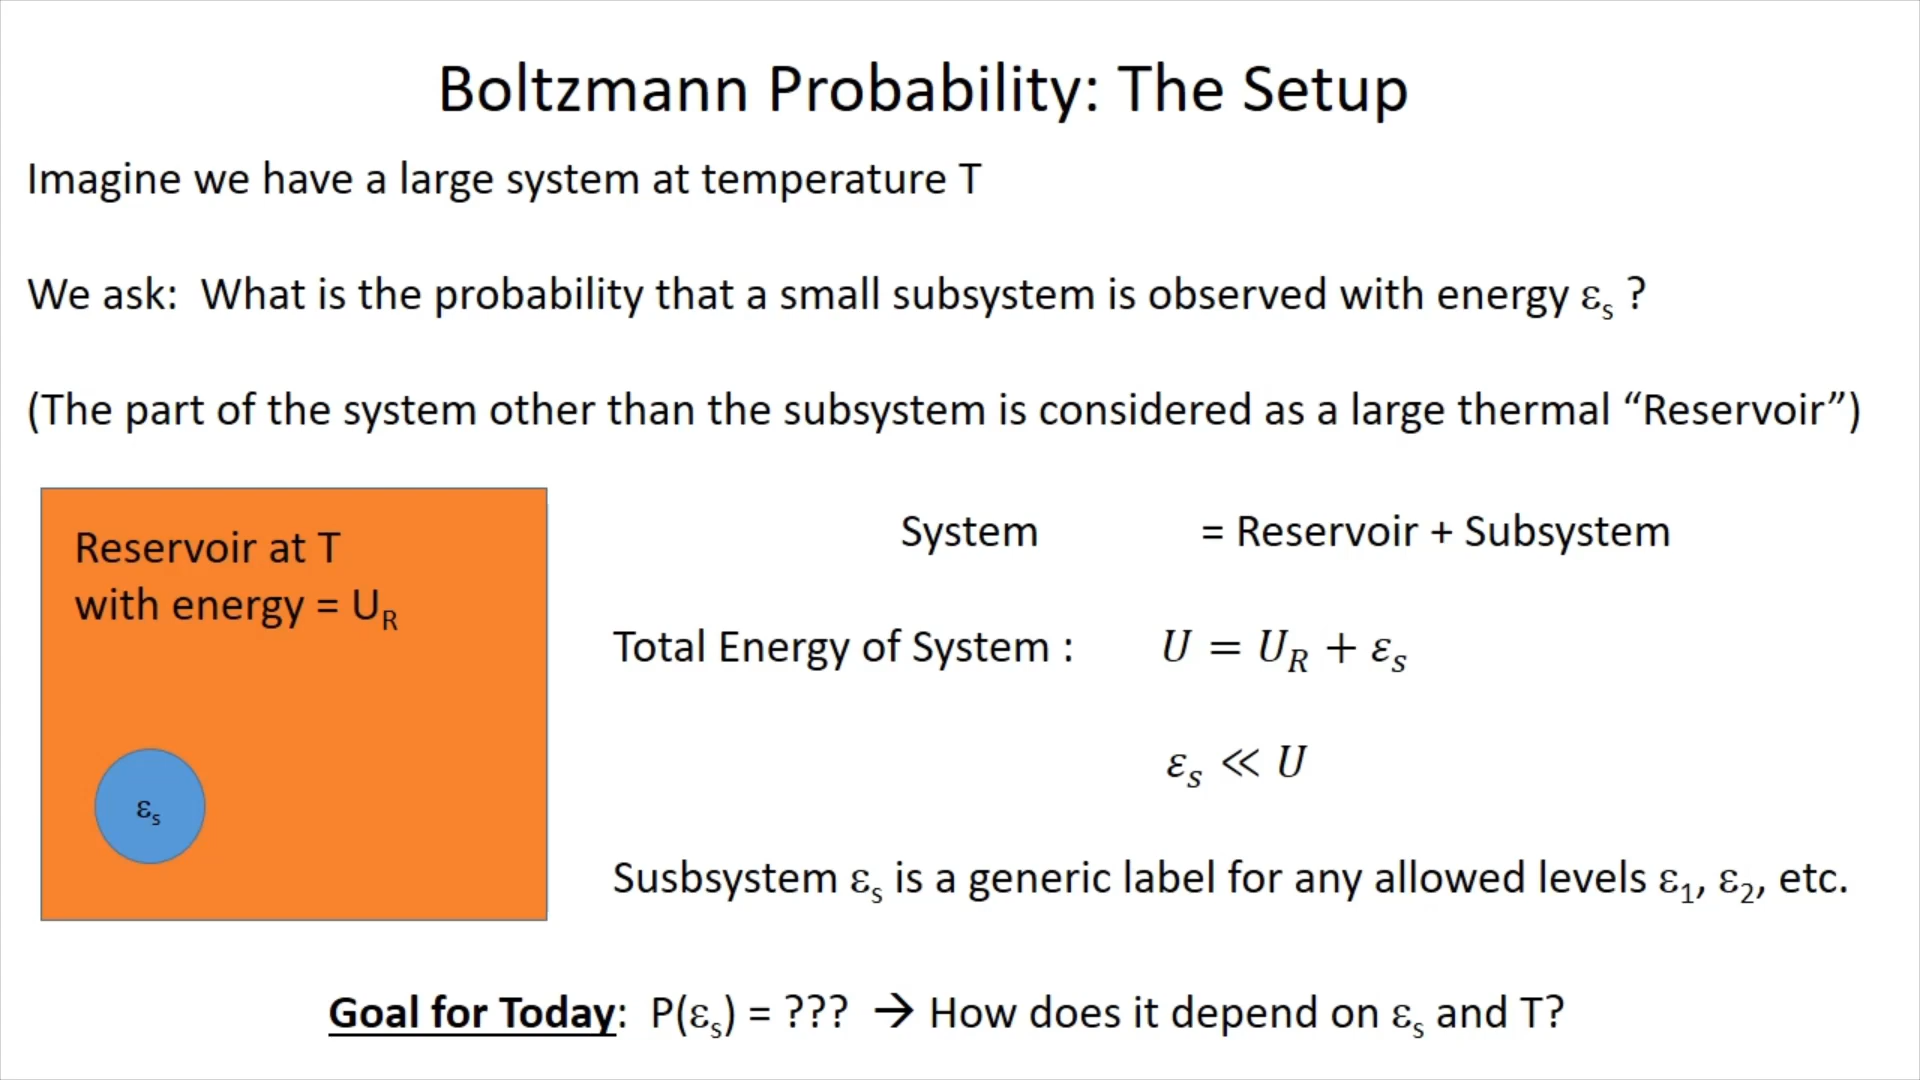 Boltzmann Probability: The Setup
Imagine we have a large system at temperature T
We ask: What is the probability that a small subsystem is observed with energy εs ?
(The part of the system other than the subsystem is considered as a large thermal “Reservoir”)
Reservoir at T
with energy = UR
εs
System = Reservoir + Subsystem
Total Energy of System : U = UR + εs
εs ≪ U
Susbsystem εs is a generic label for any allowed levels ε1, ε2, etc.
Goal for Today: P(εs) = ??? → How does it depend on εs and T?